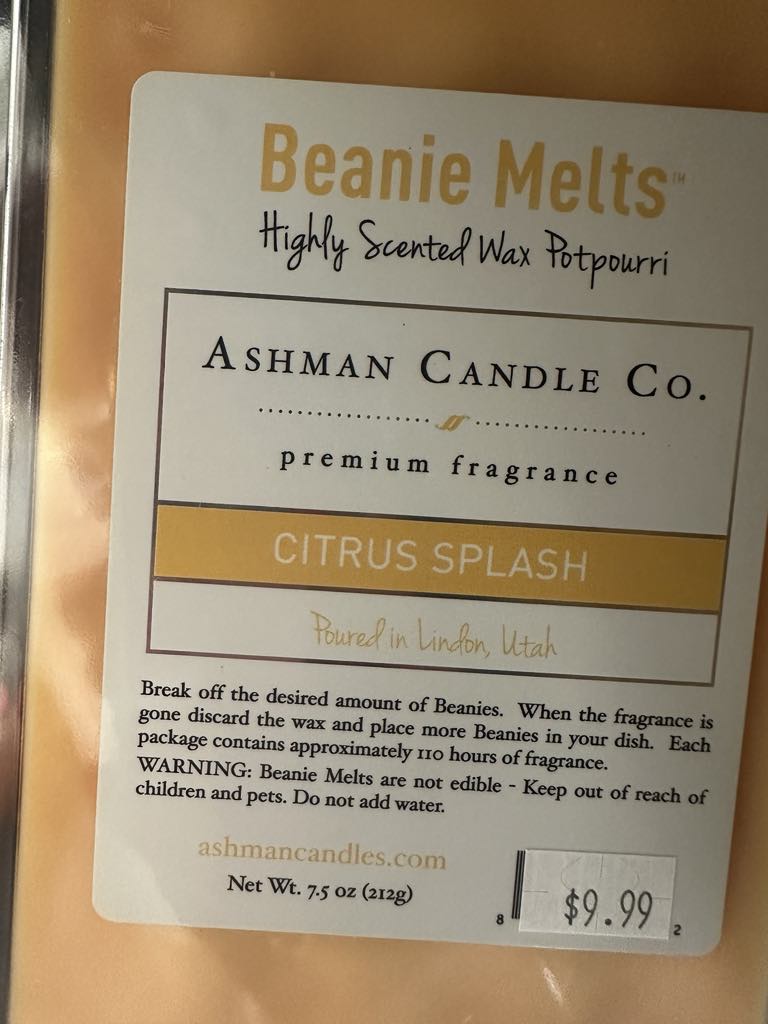 Beanie Melts™
Highly Scented Wax Potpourri
ASHMAN CANDLE CO.
premium fragrance
CITRUS SPLASH
Poured in Lindon, Utah
Break off the desired amount of Beanies. When the fragrance is
gone discard the wax and place more Beanies in your dish. Each
package contains approximately 110 hours of fragrance.
WARNING: Beanie Melts are not edible - Keep out of reach of
children and pets. Do not add water.
ashmancandles.com
Net Wt. 7.5 oz (212g)
8 $9.99 2